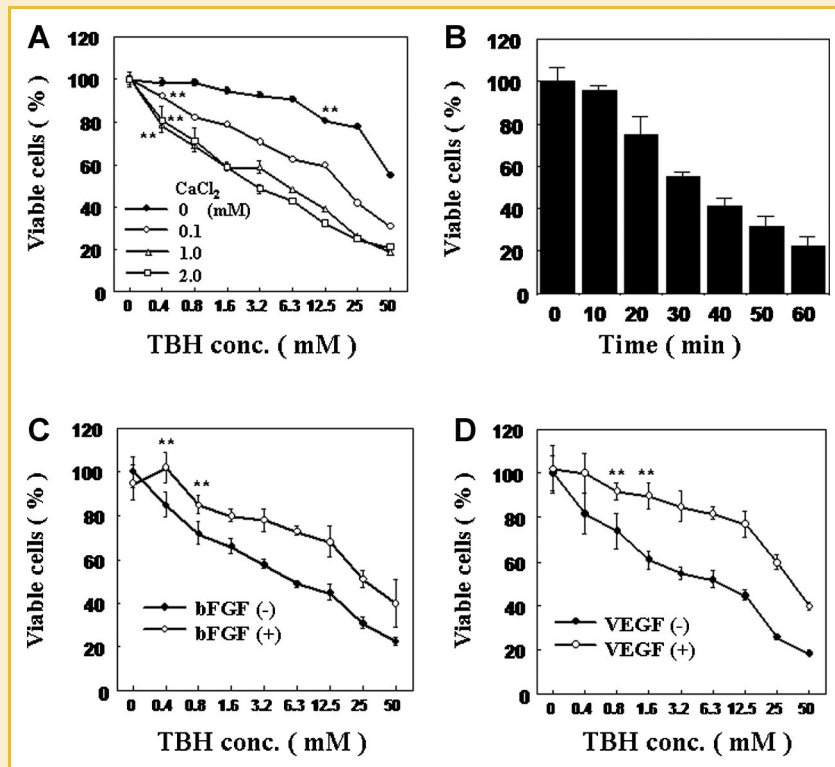 A
120
100
80
60
40
20
0
Viable cells ( % )
**
**
**
**
CaCl2
0 (mM)
0.1
1.0
2.0
0 0.4 0.8 1.6 3.2 6.3 12.5 25 50
TBH conc. ( mM )
B
120
100
80
60
40
20
0
Viable cells ( % )
0 10 20 30 40 50 60
Time ( min )
C
120
100
80
60
40
20
0
Viable cells ( % )
**
**
bFGF (-)
bFGF (+)
0 0.4 0.8 1.6 3.2 6.3 12.5 25 50
TBH conc. ( mM )
D
120
100
80
60
40
20
0
Viable cells ( % )
** **
VEGF (-)
VEGF (+)
0 0.4 0.8 1.6 3.2 6.3 12.5 25 50
TBH conc. ( mM )